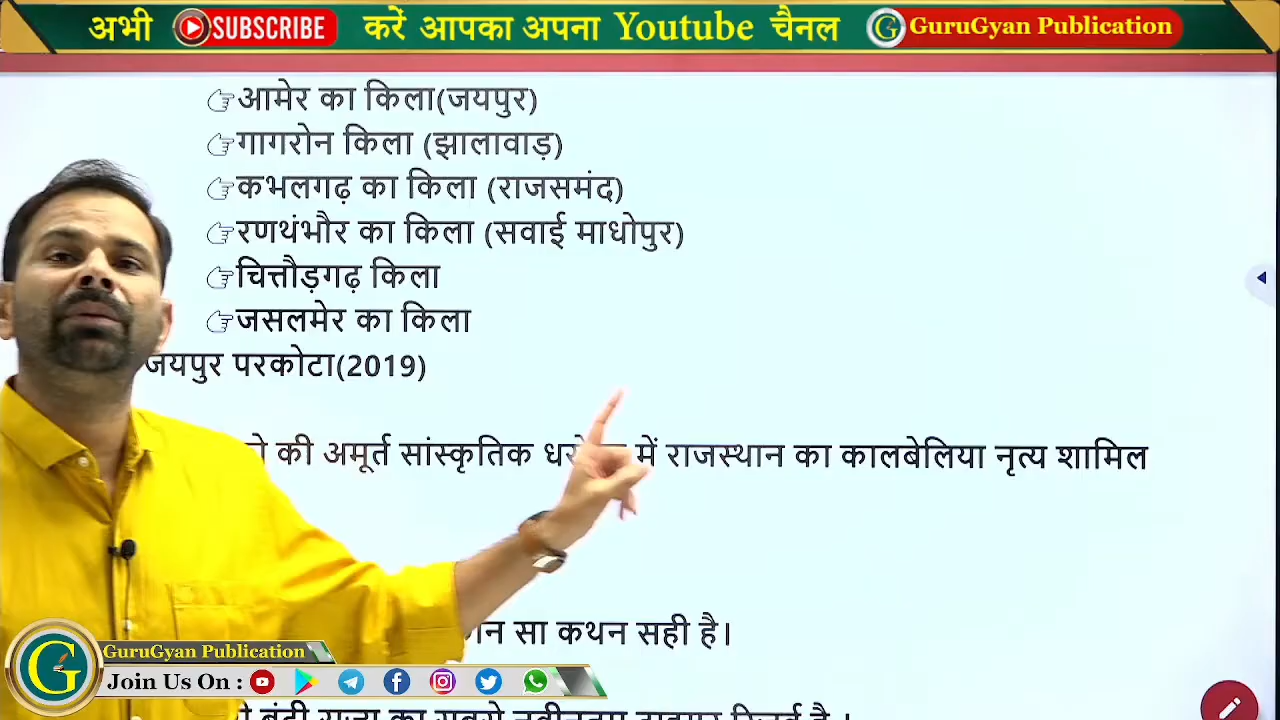 अभी SUBSCRIBE करें आपका अपना Youtube चैनल G GuruGyan Publication
☞आमेर का किला(जयपुर)
☞गागरोन किला (झालावाड़)
☞कभलगढ़ का किला (राजसमंद)
☞रणथंभौर का किला (सवाई माधोपुर)
☞चित्तौड़गढ़ किला
☞जसलमेर का किला
जयपुर परकोटा(2019)
की अमूर्त सांस्कृतिक में राजस्थान का कालबेलिया नृत्य शामिल
सा कथन सही है।
G GuruGyan Publication
Join Us On :